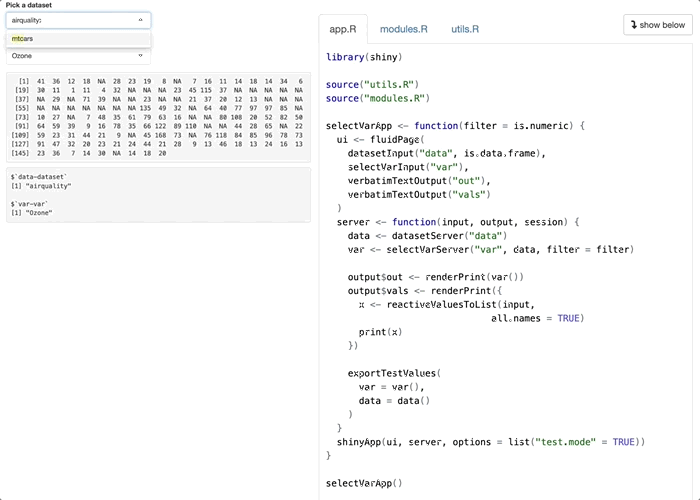 Pick a dataset
airquality:
mtcars
Ozone
[1] 41 36 12 18 NA 28 23 19 8 NA 7 16 11 14 18 14 34 6
[19] 30 11 1 11 4 32 NA NA NA 23 45 115 37 NA NA NA NA NA
[37] NA 29 NA 71 39 NA NA 23 NA NA 21 37 20 12 13 NA NA NA
[55] NA NA NA NA NA NA NA 135 49 32 NA 64 40 77 97 97 85 NA
[73] 10 27 NA 7 48 35 61 79 63 16 NA NA 80 108 20 52 82 50
[91] 64 59 39 9 16 78 35 66 122 89 110 NA NA 44 28 65 NA 22
[109] 59 23 31 44 21 9 NA 45 168 73 NA 76 118 84 85 96 78 73
[127] 91 47 32 20 23 21 24 44 21 28 9 13 46 18 13 24 16 13
[145] 23 36 7 14 30 NA 14 18 20
$`data-dataset`
[1] "airquality"
$`var-var`
[1] "Ozone"
app.R modules.R utils.R
show below
library(shiny)
source("utils.R")
source("modules.R")
selectVarApp <- function(filter = is.numeric) {
ui <- fluidPage(
datasetInput("data", is.data.frame),
selectVarInput("var"),
verbatimTextOutput("out"),
verbatimTextOutput("vals")
)
server <- function(input, output, session) {
data <- datasetServer("data")
var <- selectVarServer("var", data, filter = filter)
output$out <- renderPrint(var())
output$vals <- renderPrint({
x <- reactiveValuesToList(input,
all.names = TRUE)
print(x)
})
exportTestValues(
var = var(),
data = data()
)
}
shinyApp(ui, server, options = list("test.mode" = TRUE))
}
selectVarApp()